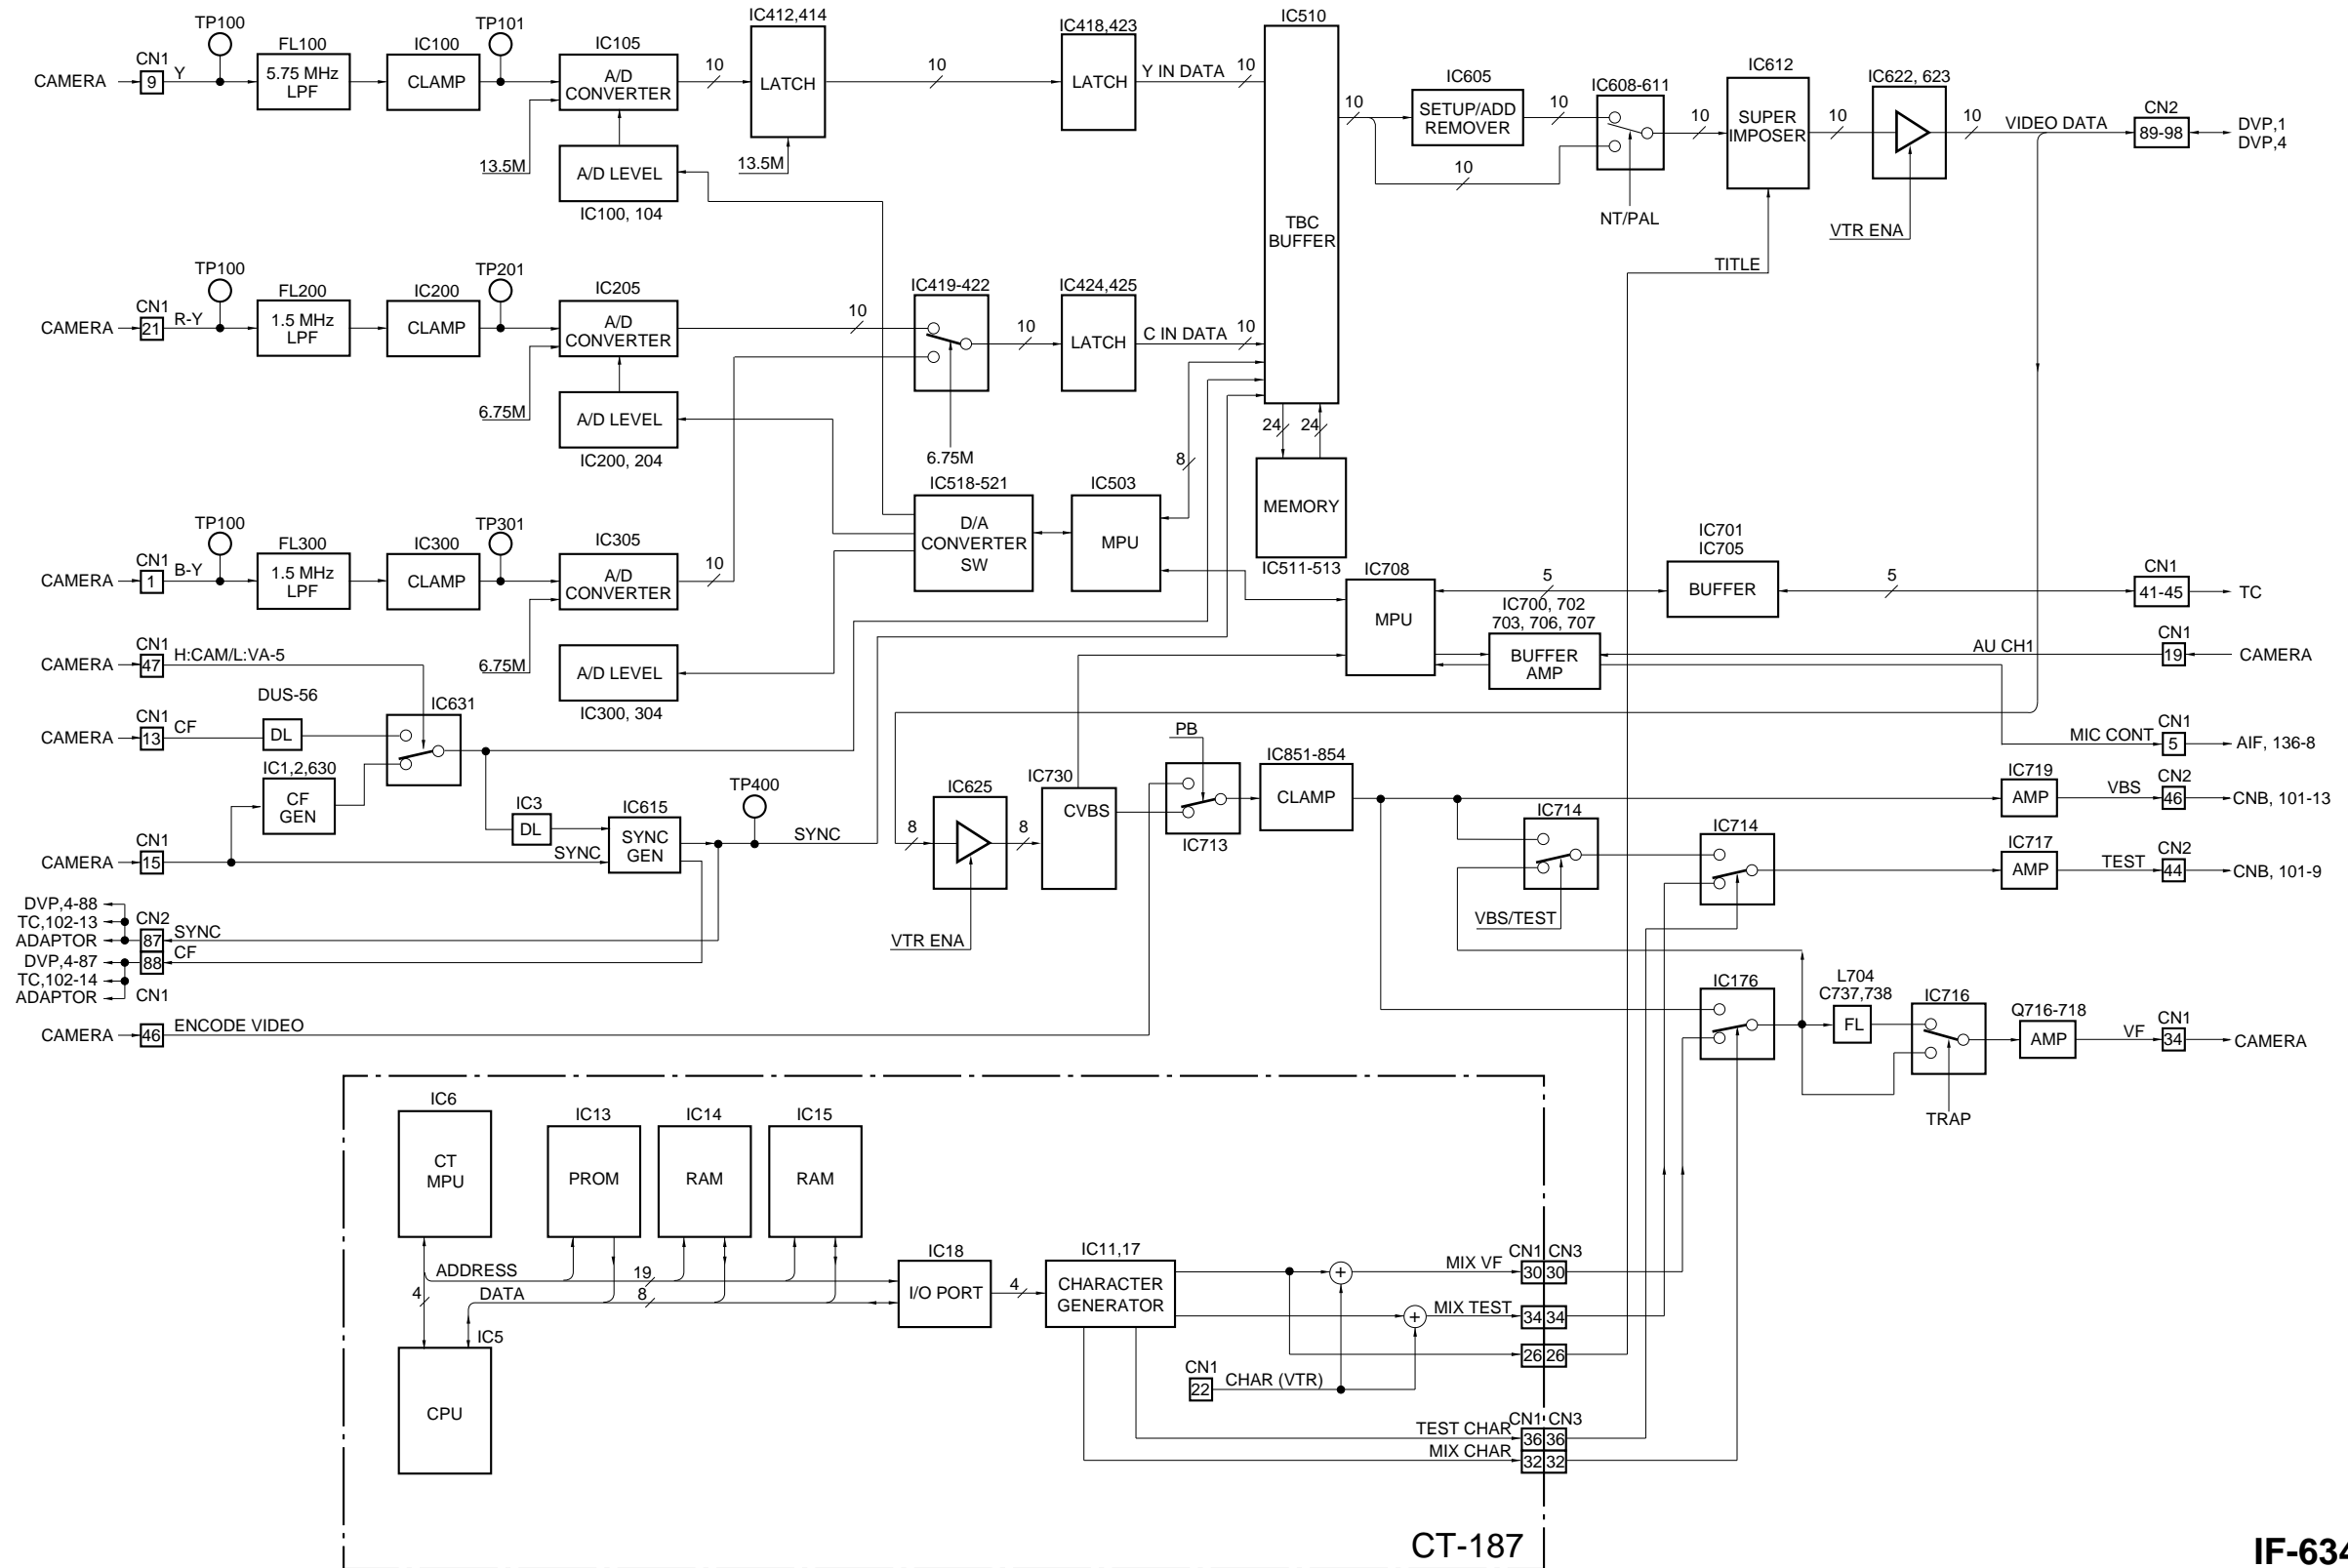 TP100
TP101
IC412,414
IC418,423
IC510
CN1
FL100
IC100
IC105
IC605
IC608-611
IC612
IC622, 623
CN2
CAMERA
9
Y
5.75 MHz
LPF
CLAMP
A/D
CONVERTER
10
LATCH
10
LATCH
Y IN DATA
10
10
SETUP/ADD
REMOVER
10
10
SUPER
IMPOSER
10
10
VIDEO DATA
89-98
DVP,1
DVP,4
13.5M
A/D LEVEL
IC100, 104
13.5M
10
NT/PAL
VTR ENA
TBC
BUFFER
TITLE
TP100
TP201
CN1
FL200
IC200
IC205
IC419-422
IC424,425
CAMERA
21
R-Y
1.5 MHz
LPF
CLAMP
A/D
CONVERTER
10
10
LATCH
C IN DATA
10
6.75M
A/D LEVEL
IC200, 204
6.75M
24
24
8
MEMORY
IC511-513
IC518-521
IC503
D/A
CONVERTER
SW
MPU
TP100
TP301
CN1
FL300
IC300
IC305
CAMERA
1
B-Y
1.5 MHz
LPF
CLAMP
A/D
CONVERTER
10
IC708
MPU
5
IC701
IC705
BUFFER
5
CN1
41-45
TC
IC700, 702
703, 706, 707
BUFFER
AMP
AU CH1
CN1
19
CAMERA
CN1
CAMERA
47
H:CAM/L:VA-5
6.75M
A/D LEVEL
IC300, 304
DUS-56
IC631
CN1
CAMERA
13
CF
DL
MIC CONT
CN1
5
AIF, 136-8
IC1,2,630
CF
GEN
IC3
DL
IC615
SYNC
GEN
TP400
SYNC
CN1
CAMERA
15
SYNC
PB
IC625
8
8
IC730
CVBS
IC713
IC851-854
CLAMP
VTR ENA
IC714
VBS/TEST
IC714
IC719
AMP
VBS
CN2
46
CNB, 101-13
IC717
AMP
TEST
CN2
44
CNB, 101-9
DVP,4-88
TC,102-13
ADAPTOR
CN2
87
SYNC
DVP,4-87
TC,102-14
ADAPTOR
88
CF
CN1
CAMERA
46
ENCODE VIDEO
IC176
L704
C737,738
FL
IC716
TRAP
Q716-718
AMP
VF
CN1
34
CAMERA
IC6
CT
MPU
IC13
PROM
IC14
RAM
IC15
RAM
ADDRESS
19
4
DATA
8
IC5
CPU
IC18
I/O PORT
4
IC11,17
CHARACTER
GENERATOR
+
MIX VF
CN1 CN3
30 30
+
MIX TEST
34 34
26 26
CN1
22
CHAR (VTR)
TEST CHAR
CN1 CN3
36 36
MIX CHAR
32 32
CT-187
IF-634